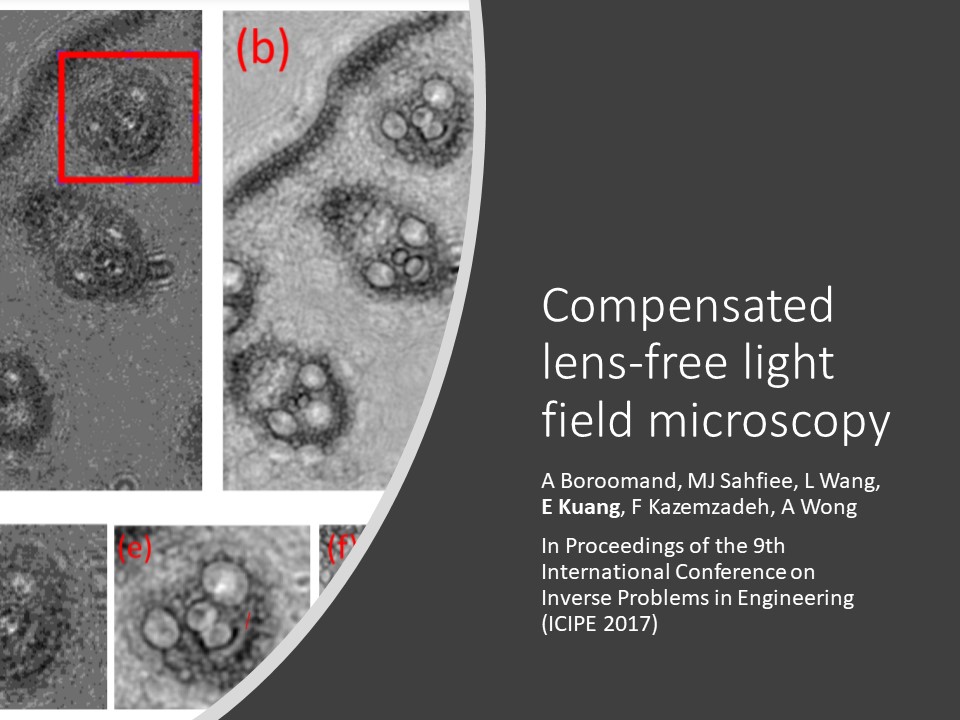 (b)
(e)
(f)
Compensated
lens-free light
field microscopy
A Boroomand, MJ Sahfiee, L Wang,
E Kuang, F Kazemzadeh, A Wong
In Proceedings of the 9th
International Conference on
Inverse Problems in Engineering
(ICIPE 2017)